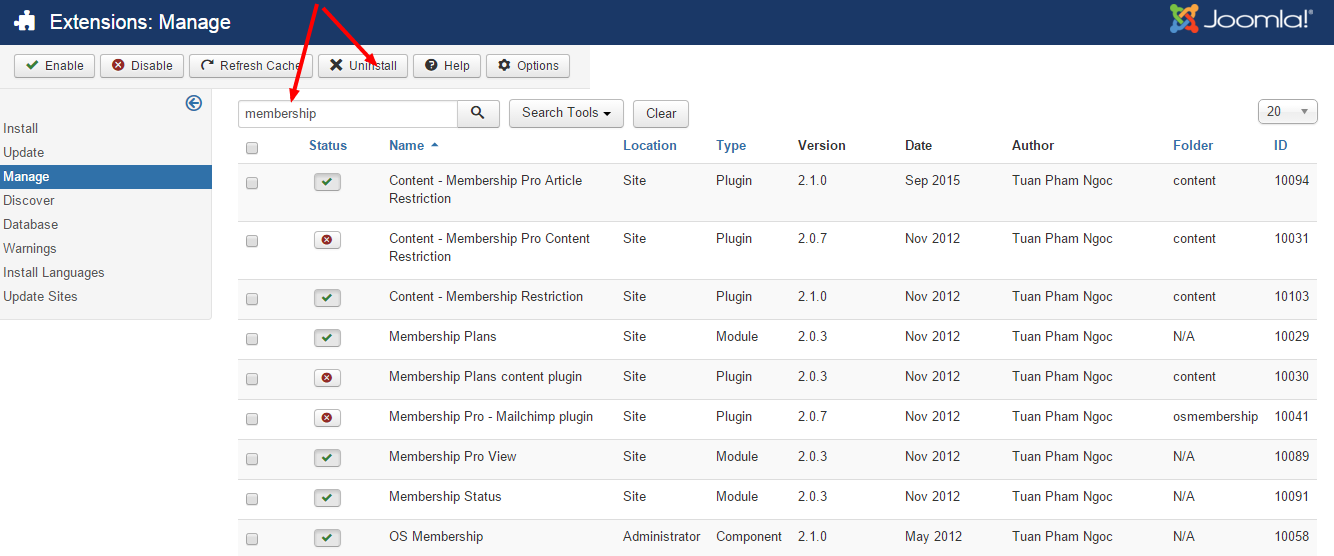 Extensions: Manage
Joomla!®
Enable Disable Refresh Cache Uninstall Help Options
Install
Update
Manage
Discover
Database
Warnings
Install Languages
Update Sites
membership Search Tools Clear 20
Status Name Location Type Version Date Author Folder ID
Content - Membership Pro Article Site Plugin 2.1.0 Sep 2015 Tuan Pham Ngoc content 10094
Restriction
Content - Membership Pro Content Site Plugin 2.0.7 Nov 2012 Tuan Pham Ngoc content 10031
Restriction
Content - Membership Restriction Site Plugin 2.1.0 Nov 2012 Tuan Pham Ngoc content 10103
Membership Plans Site Module 2.0.3 Nov 2012 Tuan Pham Ngoc N/A 10029
Membership Plans content plugin Site Plugin 2.0.3 Nov 2012 Tuan Pham Ngoc content 10030
Membership Pro - Mailchimp plugin Site Plugin 2.0.7 Nov 2012 Tuan Pham Ngoc osmembership 10041
Membership Pro View Site Module 2.0.3 Nov 2012 Tuan Pham Ngoc N/A 10089
Membership Status Site Module 2.0.3 Nov 2012 Tuan Pham Ngoc N/A 10091
OS Membership Administrator Component 2.1.0 May 2012 Tuan Pham Ngoc N/A 10058